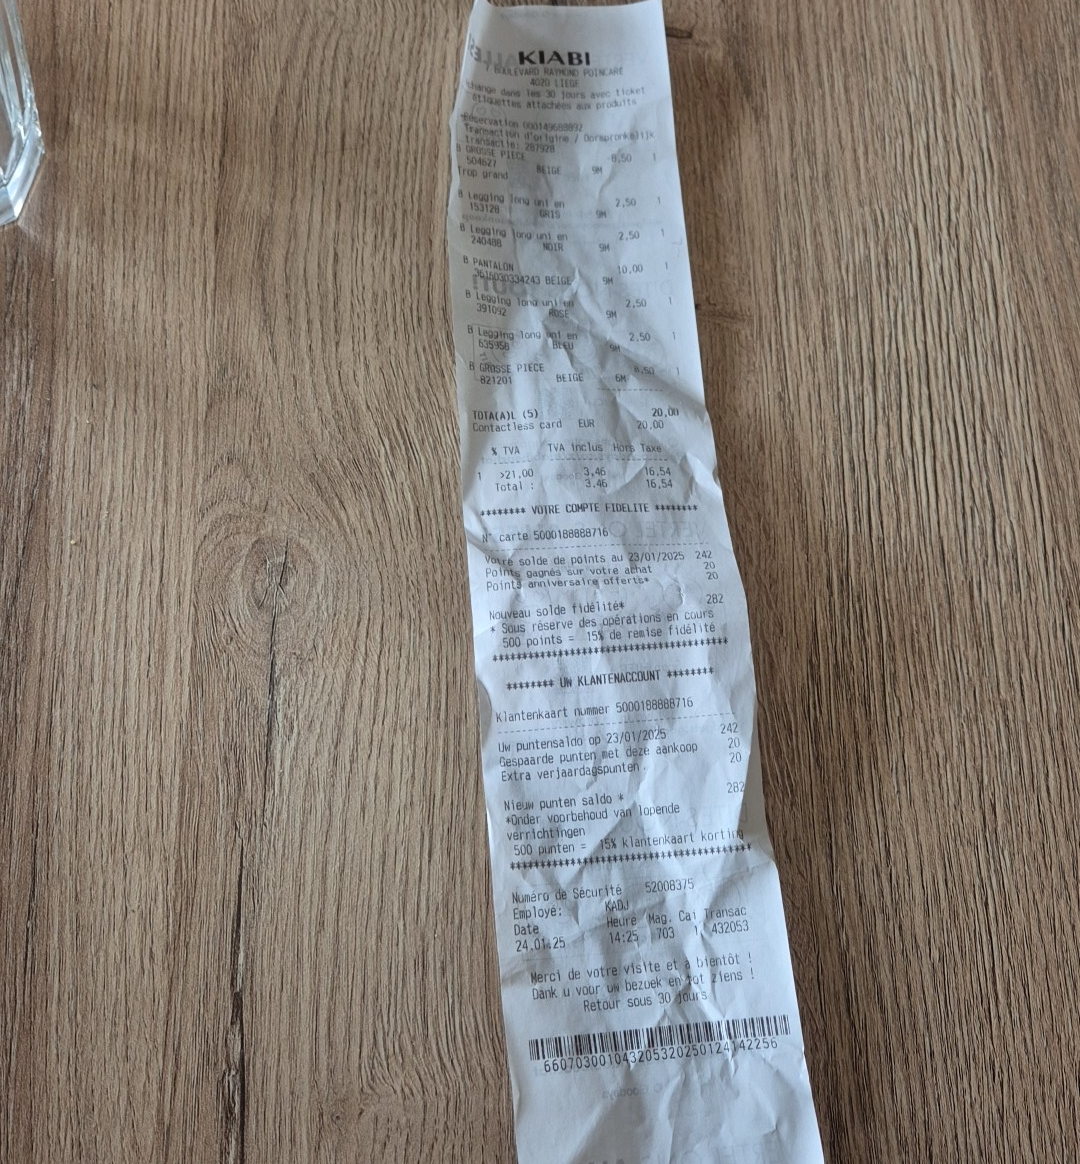 KIABI
BOULEVARD RAYMOND POINCARE
4020 LIEGE
change dans les 30 jours avec ticket
etiquettes attachées aux produits
Réservation
Transaction d'origine / Oorspronkelijk
transactie: 287928
B GROSSE PIECE -8,50 1
504627 BEIGE 9M
Trop grand
B Legging long uni en 2,50 1
153128 GRIS 9M
B Legging long uni en 2,50 1
240488 NOIR 9M
B PANTALON 10,00 1
3616030334243 BEIGE 9M
B Legging long uni en 2,50 1
391092 ROSE 9M
B Legging long uni en 2,50 1
635958 BLEU
B GROSSE PIECE 8,50 1
821201 BEIGE 6M
TOTA(A)L (5) 20,00
Contactless card EUR 20,00
% TVA TVA Inclus Hors Taxe
1 >21,00 3,46 16,54
Total : 3,46 16,54
******** VOTRE COMPTE FIDELITE ********
N° carte 5000188888716
Votre solde de points au 23/01/2025 242
Points gagnés sur votre achat 20
Points anniversaire offerts* 20
Nouveau solde fidélité* 282
* Sous réserve des opérations en cours
500 points = 15% de remise fidélité
******** UW KLANTENACCOUNT ********
Klantenkaart nummer 5000188888716
Uw puntensaldo op 23/01/2025 242
Gespaarde punten met deze aankoop 20
Extra verjaardagspunten. 20
Nieuw punten saldo * 282
*Onder voorbehoud van lopende
verrichtingen
500 punten = 15% klantenkaart korting
Numéro de Sécurité 52008375
Employé: KADJ
Date Heure Mag. Cai Transac
24.01.25 14:25 703 1 432053
Merci de votre visite et à bientôt !
Dank u voor uw bezoek en tot ziens !
Retour sous 30 jours
660703001043205320250124142256